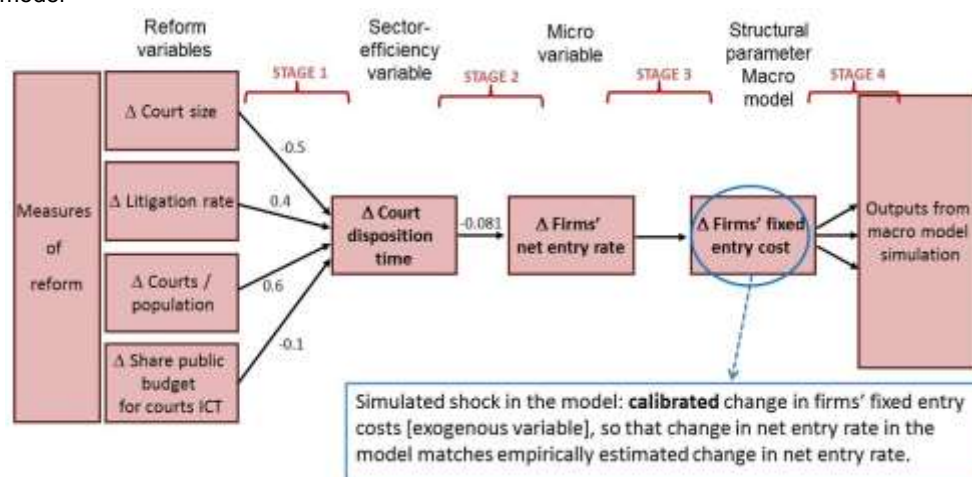 model
Reform
variables
Sector-
efficiency
variable
Micro
variable
Structural
parameter
Macro
model
STAGE 1
STAGE 2
STAGE 3
STAGE 4
Measures
of
reform
Δ Court size
Δ Litigation rate
Δ Courts /
population
Δ Share public
budget
for courts ICT
-0.5
0.4
0.6
-0.1
Δ Court
disposition
time
-0.081
Δ Firms'
net entry rate
Δ Firms' fixed
entry cost
Outputs from
macro model
simulation
Simulated shock in the model: calibrated change in firms' fixed entry
costs [exogenous variable], so that change in net entry rate in the
model matches empirically estimated change in net entry rate.